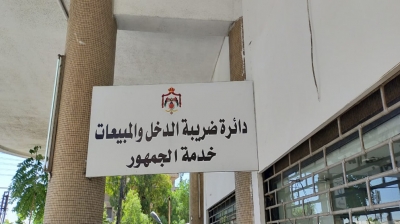 دائرة ضريبة الدخل والمبيعات
خدمة الجمهور